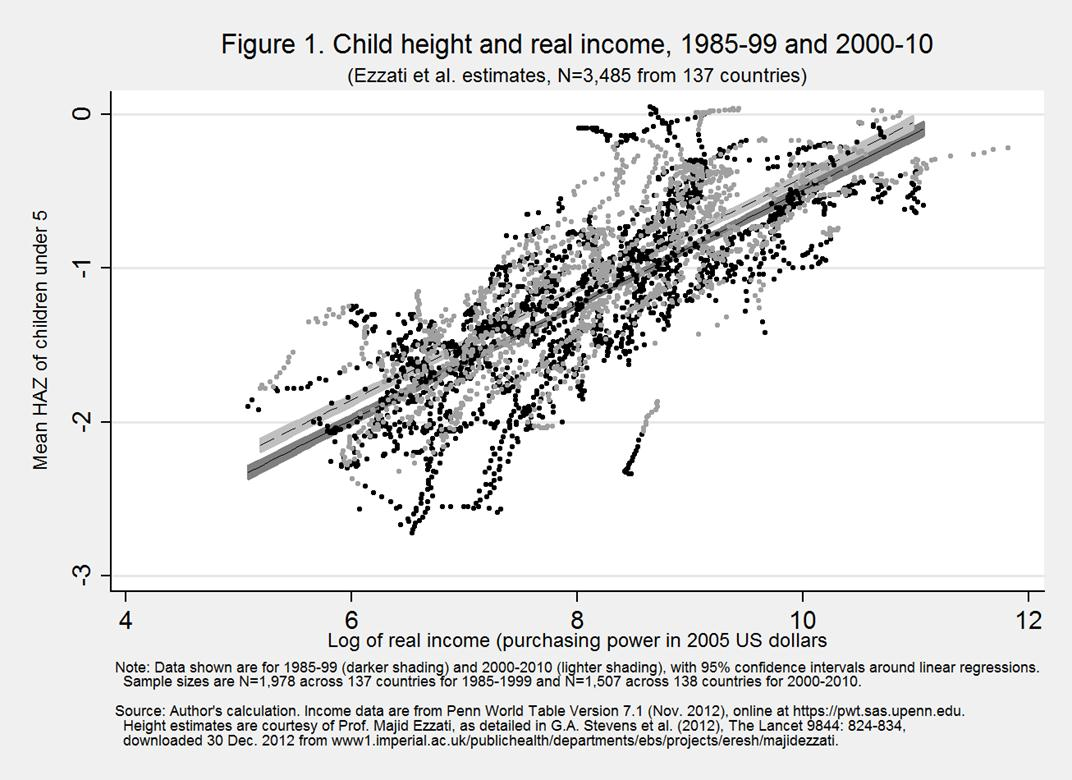 Figure 1. Child height and real income, 1985-99 and 2000-10
(Ezzati et al. estimates, N=3,485 from 137 countries)
Mean HAZ of children under 5
0
-1
-2
-3
4 6 8 10 12
Log of real income (purchasing power in 2005 US dollars
Note: Data shown are for 1985-99 (darker shading) and 2000-2010 (lighter shading), with 95% confidence intervals around linear regressions.
Sample sizes are N=1,978 across 137 countries for 1985-1999 and N=1,507 across 138 countries for 2000-2010.
Source: Author's calculation. Income data are from Penn World Table Version 7.1 (Nov. 2012), online at https://pwt.sas.upenn.edu.
Height estimates are courtesy of Prof. Majid Ezzati, as detailed in G.A. Stevens et al. (2012), The Lancet 9844: 824-834,
downloaded 30 Dec. 2012 from www1.imperial.ac.uk/publichealth/departments/ebs/projects/eresh/majidezzati.